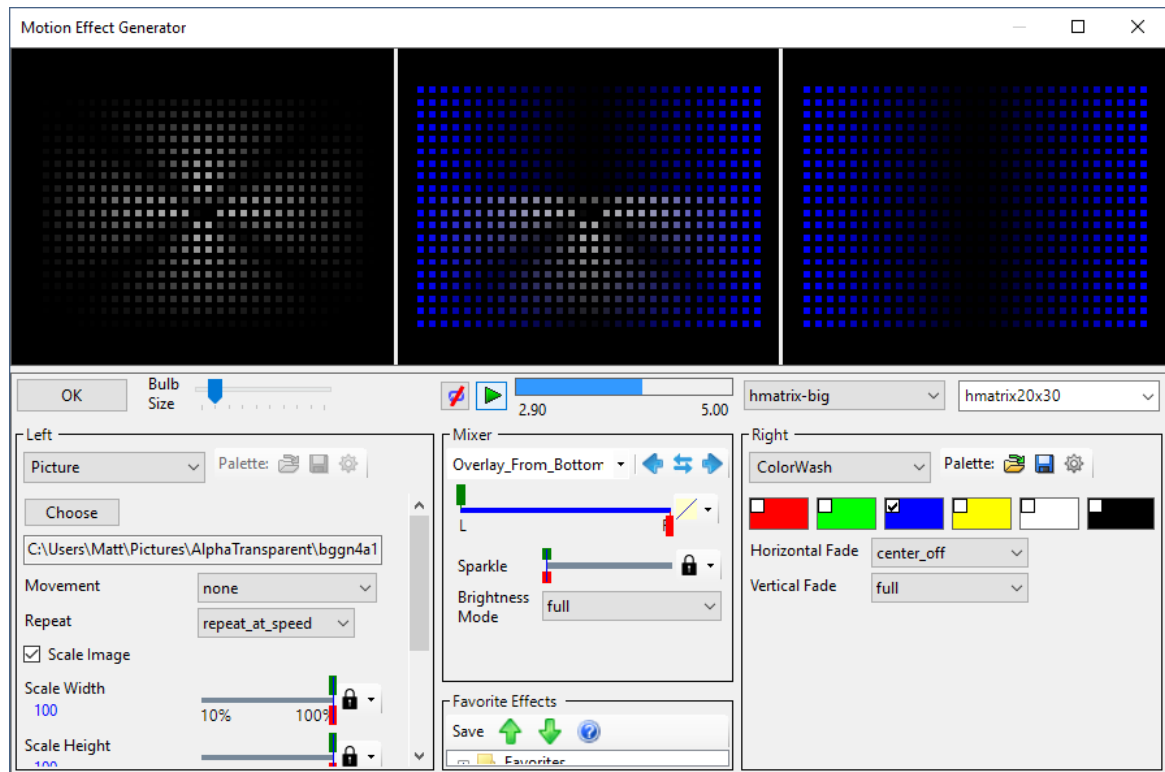 Motion Effect Generator
OK
Bulb
Size
2.90
5.00
hmatrix-big
hmatrix20x30
Left
Picture
Palette:
Choose
C:\Users\Matt\Pictures\AlphaTransparent\bggn4a1
Movement
none
Repeat
repeat_at_speed
Scale Image
Scale Width
100
10%
100%
Scale Height
100
Mixer
Overlay_From_Bottom
L
Sparkle
Brightness
Mode
full
Favorite Effects
Save
Favorites
Right
ColorWash
Palette:
Horizontal Fade
center_off
Vertical Fade
full